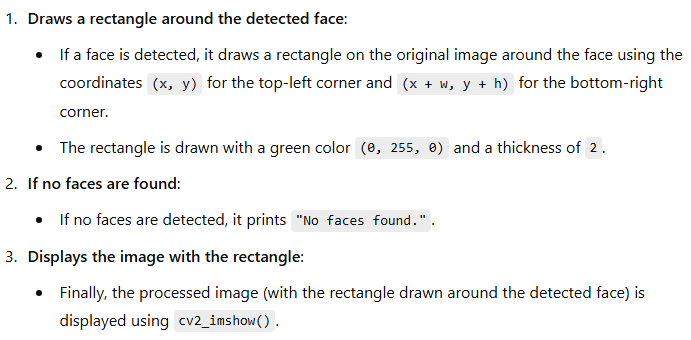 1. Draws a rectangle around the detected face:
• If a face is detected, it draws a rectangle on the original image around the face using the
coordinates (x, y) for the top-left corner and (x + w, y + h) for the bottom-right
corner.
• The rectangle is drawn with a green color (0, 255, 0) and a thickness of 2.
2. If no faces are found:
• If no faces are detected, it prints "No faces found.".
3. Displays the image with the rectangle:
• Finally, the processed image (with the rectangle drawn around the detected face) is
displayed using cv2_imshow().